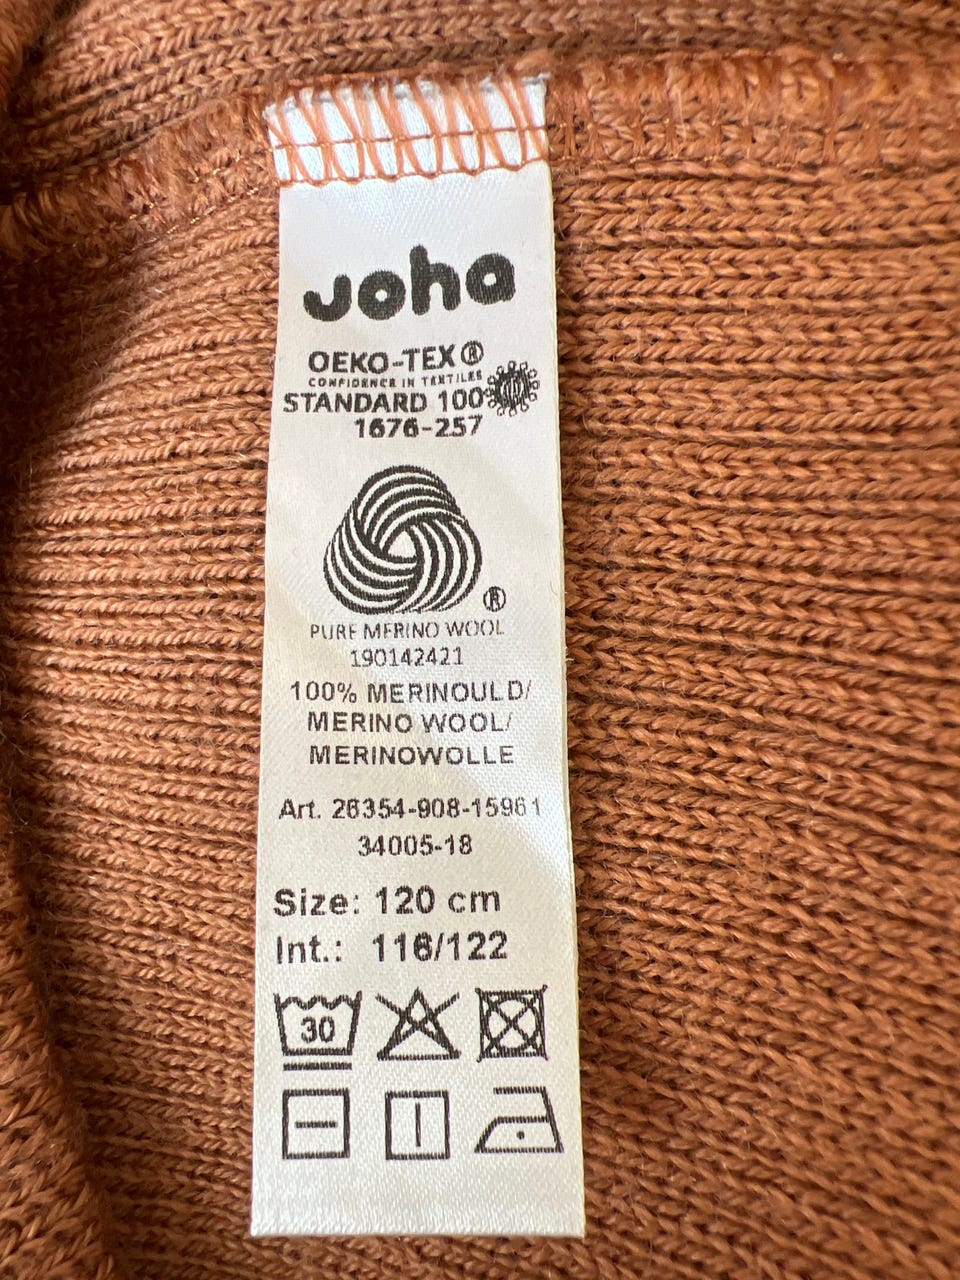 Joha
OEKO-TEX®
CONFIDENCE IN TEXTILES
STANDARD 100
1676-257
®
PURE MERINO WOOL
190142421
100% MERINOULD/
MERINO WOOL/
MERINOWOLLE
Art. 26354-908-15961
34005-18
Size: 120 cm
Int.: 116/122
30